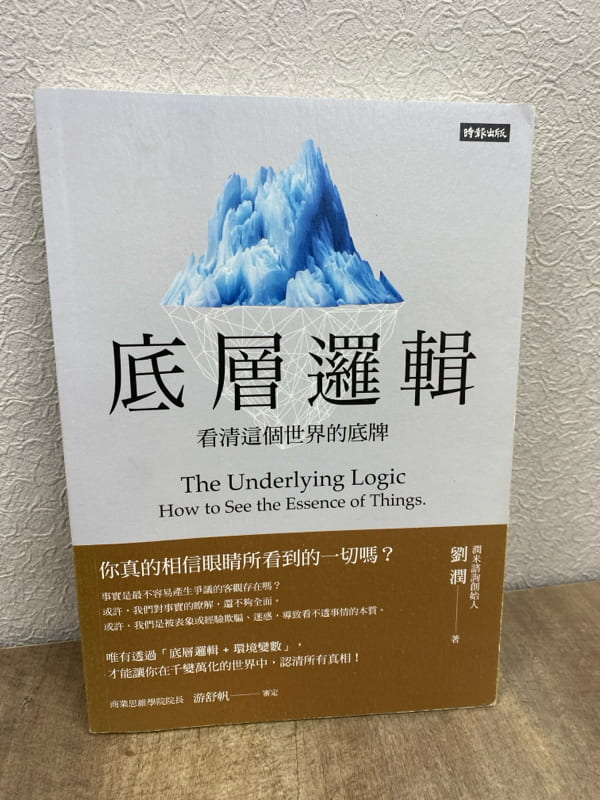 時報出版
底層邏輯
看清這個世界的底牌
The Underlying Logic
How to See the Essence of Things.
你真的相信眼睛所看到的一切嗎？
事實是最不容易產生爭議的客觀存在嗎？
或許，我們對事實的瞭解，還不夠全面。
或許，我們是被表象或經驗欺騙、迷惑，導致看不透事情的本質。
唯有透過「底層邏輯 + 環境變數」，
才能讓你在千變萬化的世界中，認清所有真相！
商業思維學院院長 游舒帆——審定
潤米諮詢創始人
劉潤——著